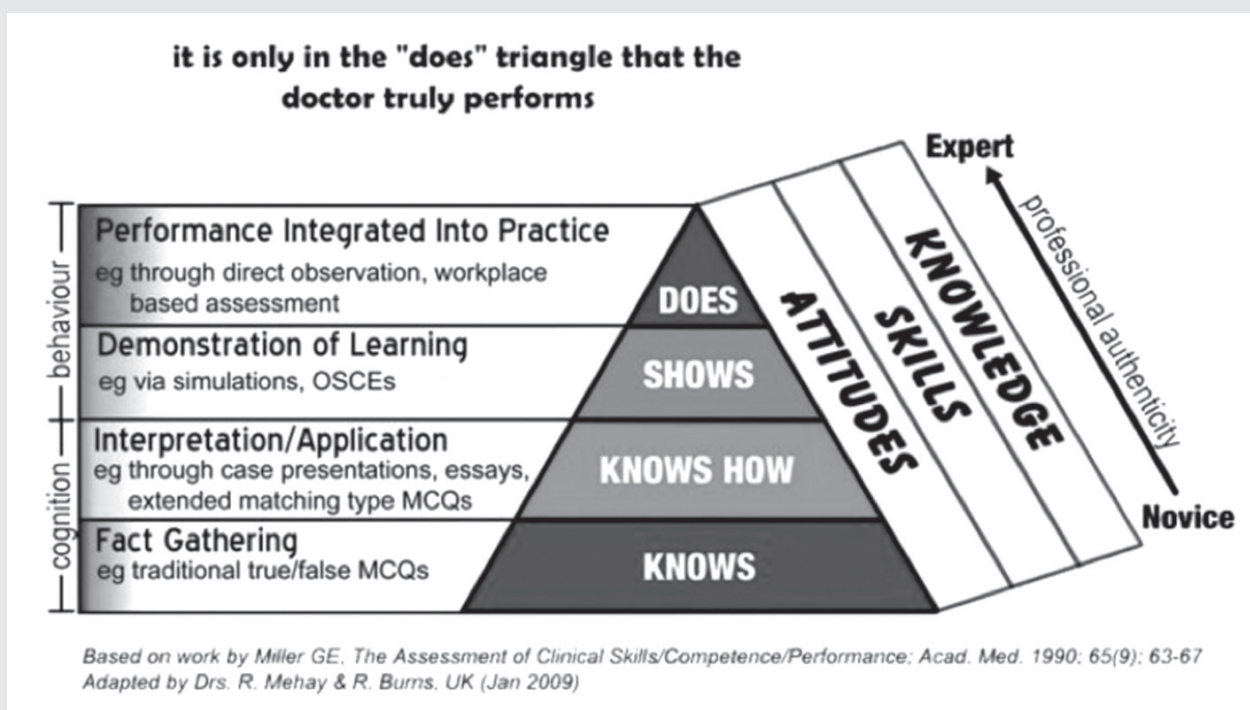 it is only in the "does" triangle that the
doctor truly performs
Expert
professional authenticity
Novice
KNOWLEDGE
SKILLS
ATTITUDES
behaviour
Performance Integrated Into Practice
eg through direct observation, workplace
based assessment
DOES
Demonstration of Learning
eg via simulations, OSCEs
SHOWS
cognition
Interpretation/Application
eg through case presentations, essays,
extended matching type MCQs
KNOWS HOW
Fact Gathering
eg traditional true/false MCQs
KNOWS
Based on work by Miller GE, The Assessment of Clinical Skills/Competence/Performance; Acad. Med. 1990; 65(9); 63-67
Adapted by Drs. R. Mehay & R. Burns, UK (Jan 2009)